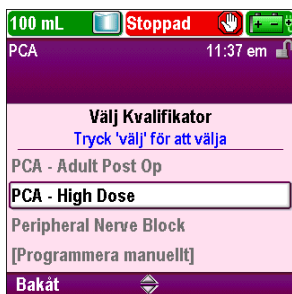 100 mL Stoppad
PCA 11:37 em
Välj Kvalifikator
Tryck 'välj' för att välja
PCA - Adult Post Op
PCA - High Dose
Peripheral Nerve Block
[Programmera manuellt]
Bakåt